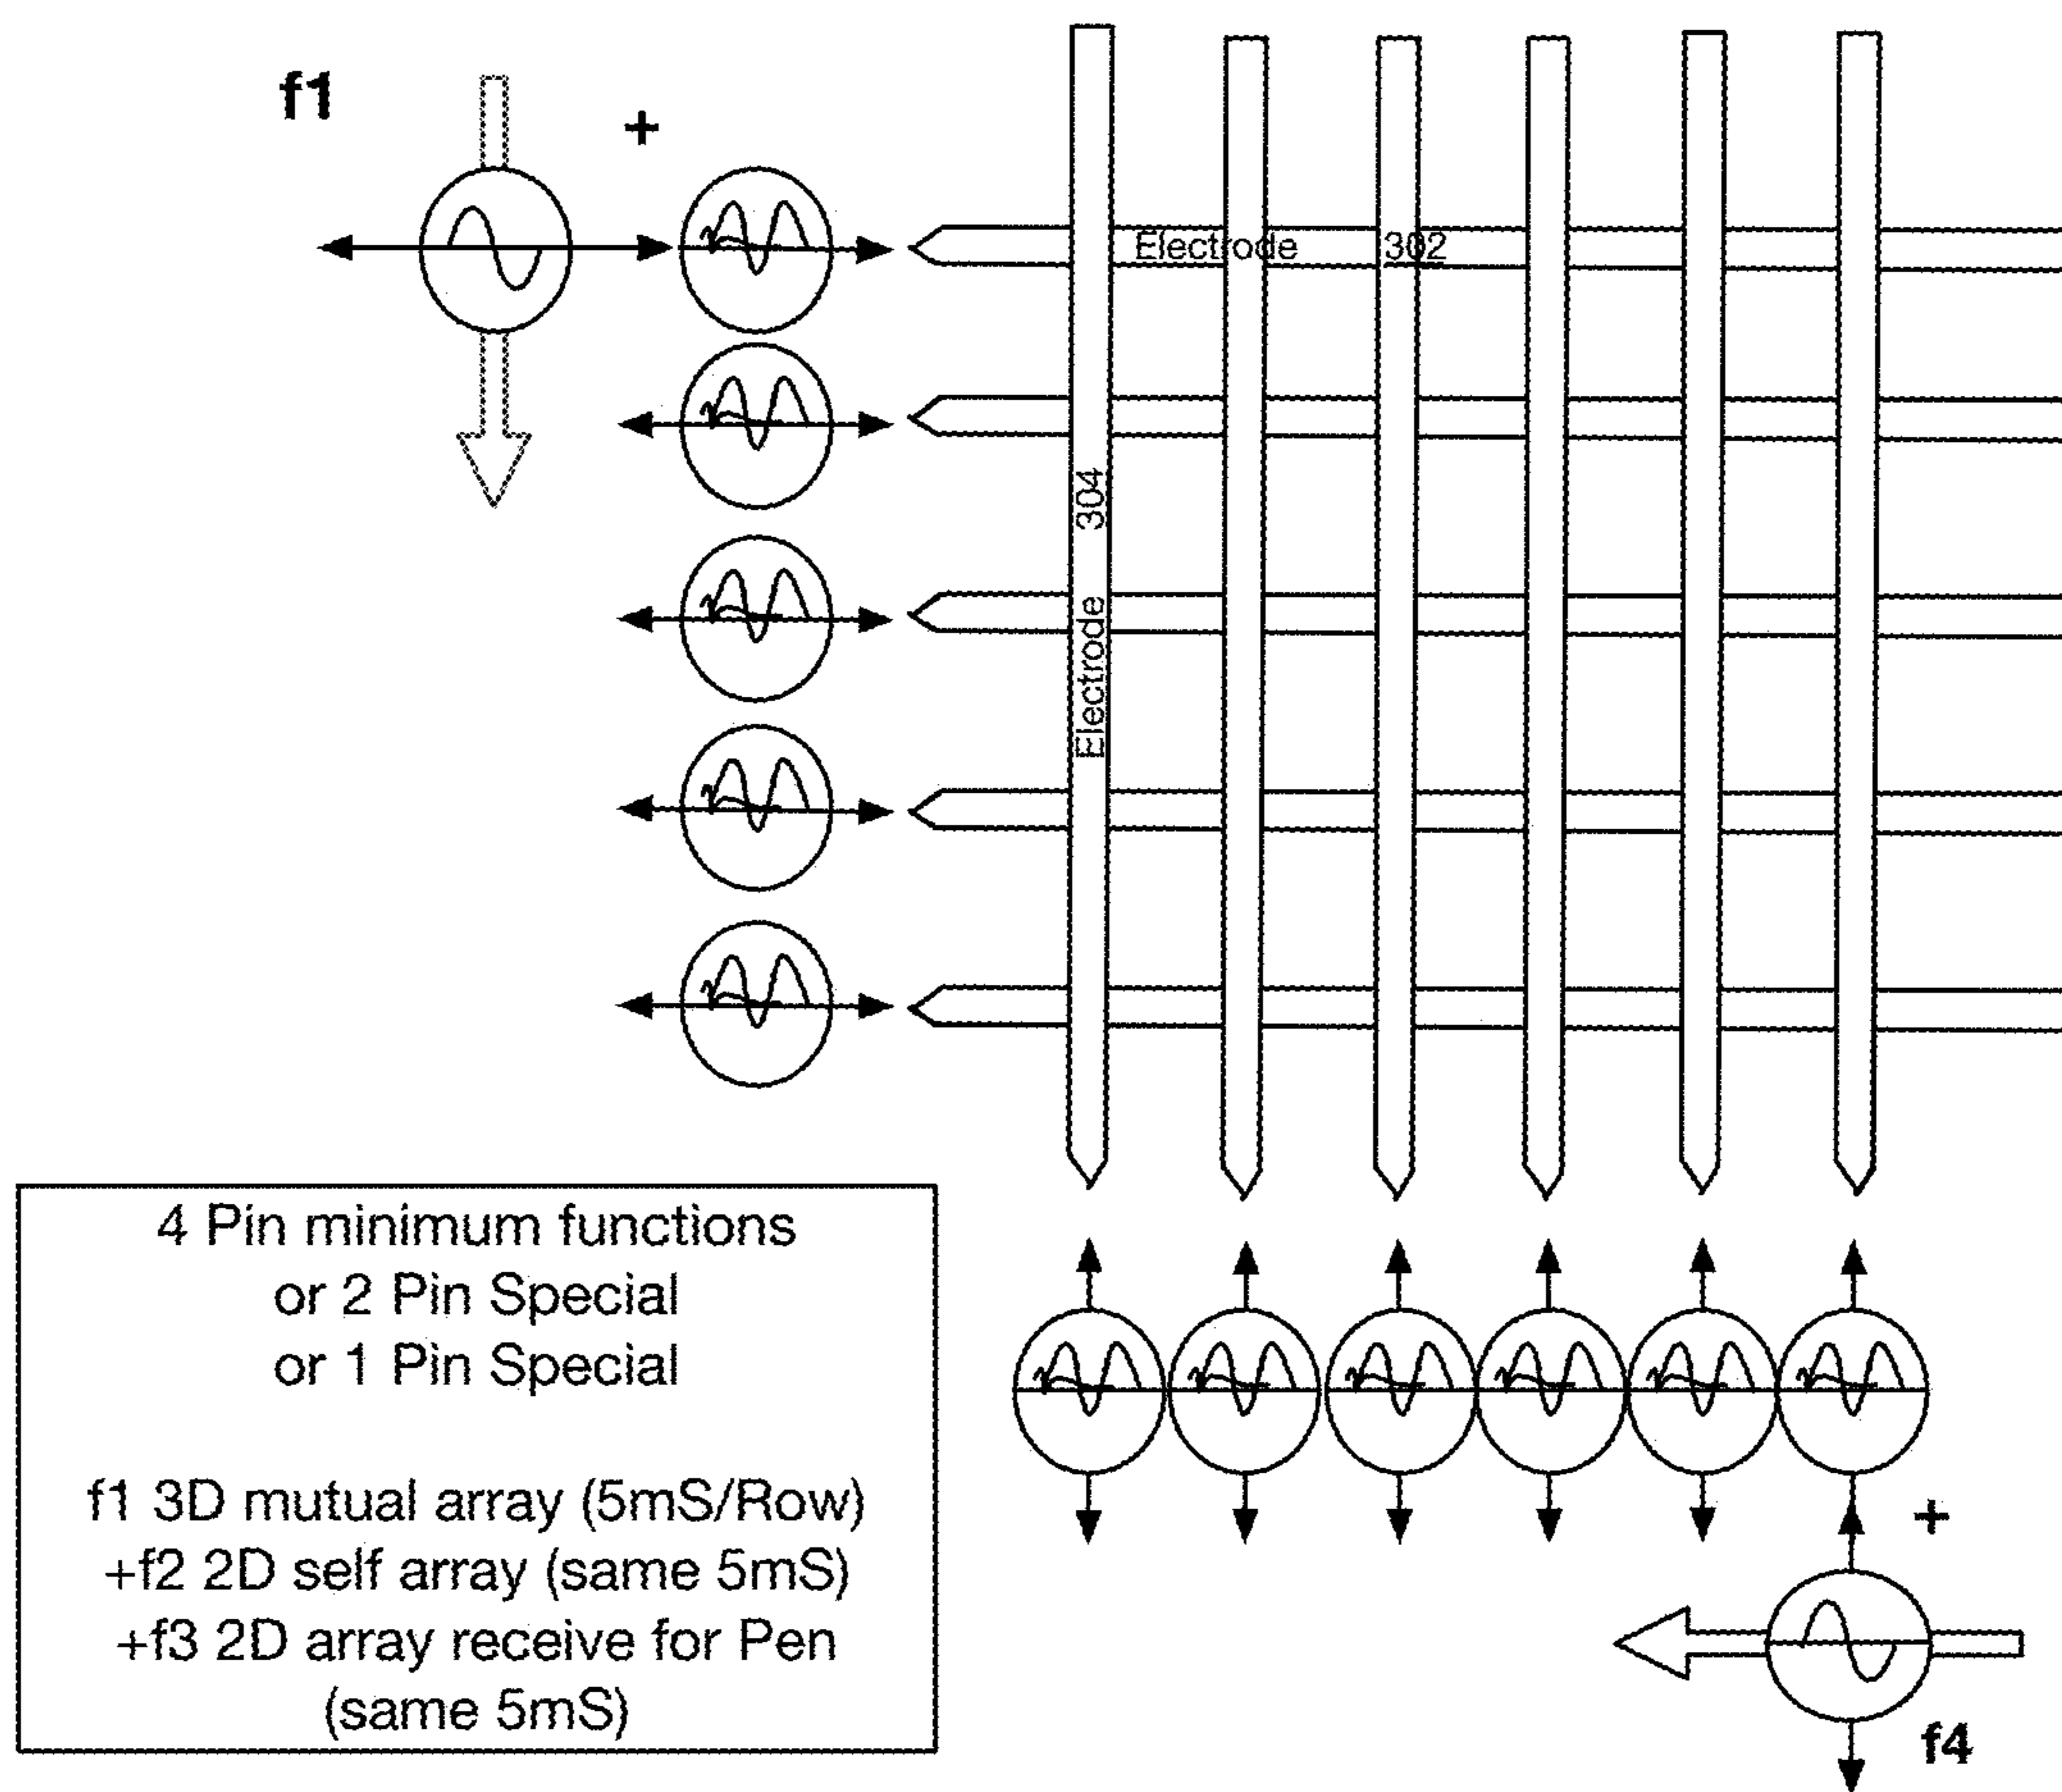 f1
+
Electrode 302
Electrode 304
4 Pin minimum functions
or 2 Pin Special
or 1 Pin Special
f1 3D mutual array (5mS/Row)
+f2 2D self array (same 5mS)
+f3 2D array receive for Pen
(same 5mS)
+
f4